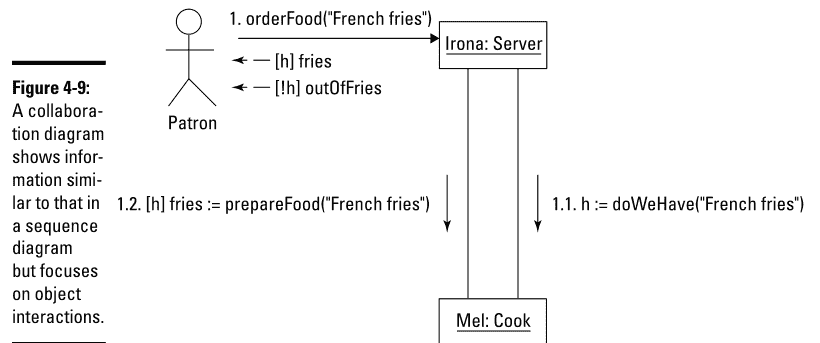 1. orderFood("French fries")
Irona: Server
[h] fries
[!h] outOfFries
Patron
Figure 4-9:
A collabora-
tion diagram
shows infor-
mation simi-
lar to that in
a sequence
diagram
but focuses
on object
interactions.
1.2. [h] fries := prepareFood("French fries")
1.1. h := doWeHave("French fries")
Mel: Cook